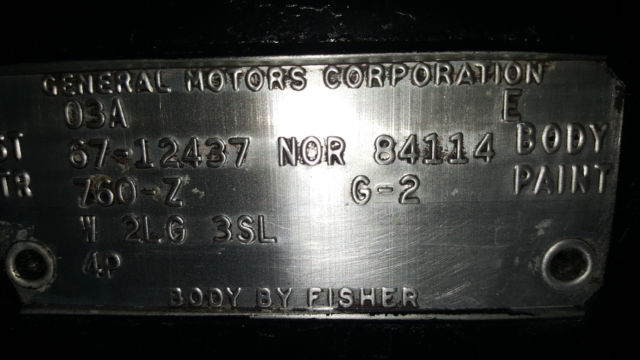 GENERAL MOTORS CORPORATION
03A E
ST 67-12437 NOR 84114 BODY
TR 760-Z G-2 PAINT
W 2LG 3SL
4P
BODY BY FISHER